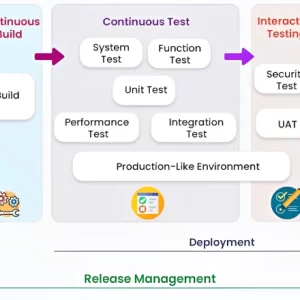 ntinuous
Build
Build
Continuous Test
System
Test
Function
Test
Unit Test
Performance
Test
Integration
Test
Production-Like Environment
Interact
Testing
Securit
Test
UAT
Deployment
Release Management